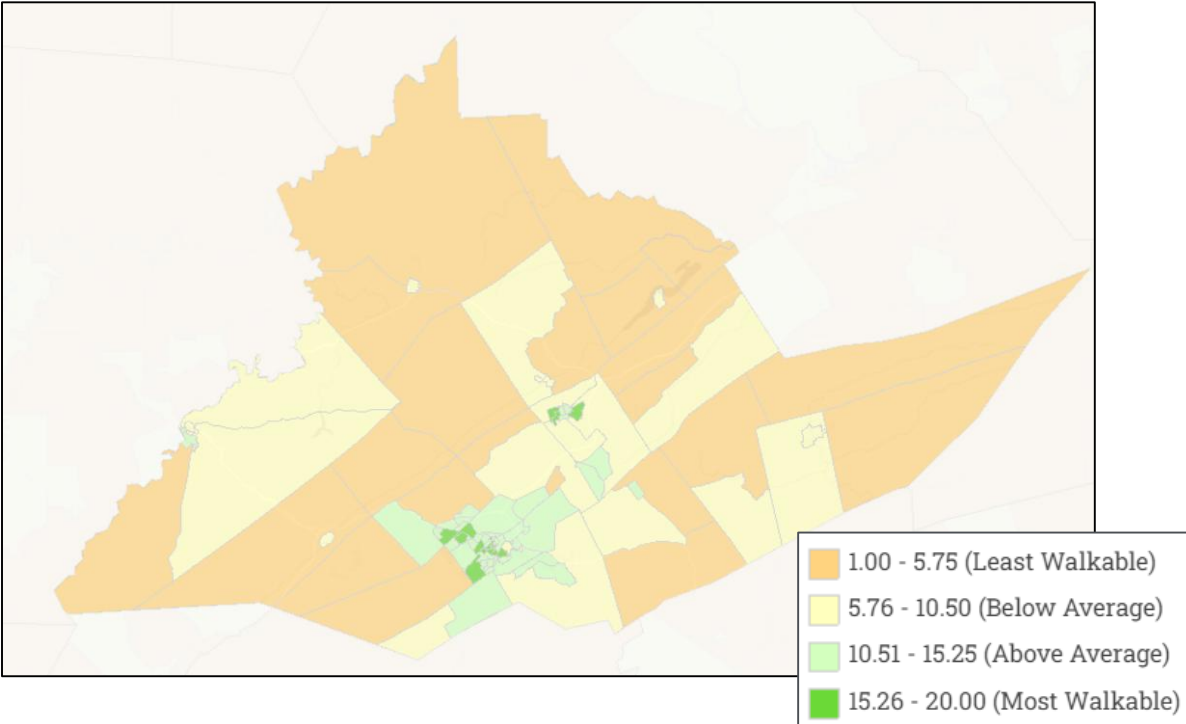 1.00 - 5.75 (Least Walkable)
5.76 - 10.50 (Below Average)
10.51 - 15.25 (Above Average)
15.26 - 20.00 (Most Walkable)